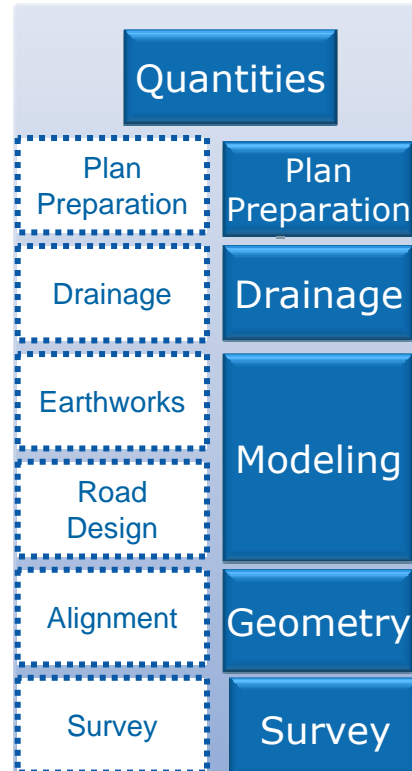 Quantities
Plan
Preparation
Plan
Preparation
Drainage
Drainage
Earthworks
Modeling
Road
Design
Alignment
Geometry
Survey
Survey